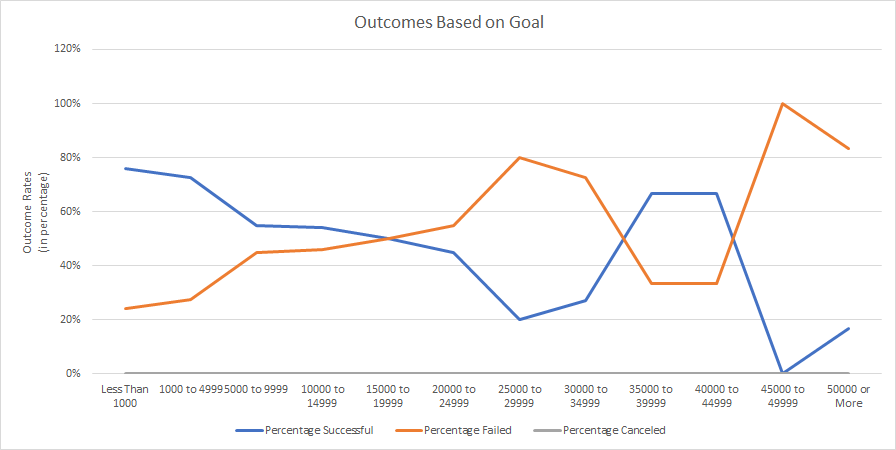 Outcomes Based on Goal
120%
100%
80%
60%
40%
20%
0%
Outcome Rates
(in percentage)
Less Than
1000
1000 to 4999
5000 to 9999
10000 to
14999
15000 to
19999
20000 to
24999
25000 to
29999
30000 to
34999
35000 to
39999
40000 to
44999
45000 to
49999
50000 or
More
Percentage Successful
Percentage Failed
Percentage Canceled